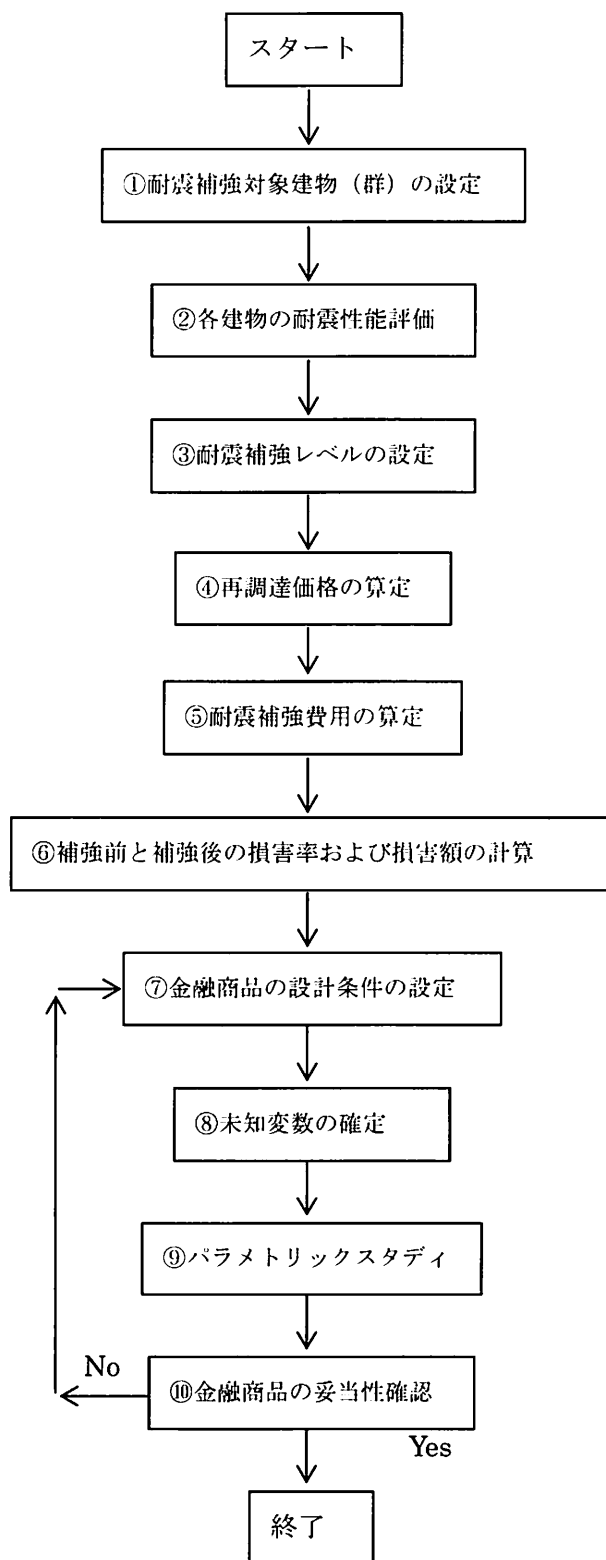 スタート
①耐震補強対象建物（群）の設定
②各建物の耐震性能評価
③耐震補強レベルの設定
④再調達価格の算定
⑤耐震補強費用の算定
⑥補強前と補強後の損害率および損害額の計算
⑦金融商品の設計条件の設定
⑧未知変数の確定
⑨パラメトリックスタディ
No
⑩金融商品の妥当性確認
Yes
終了